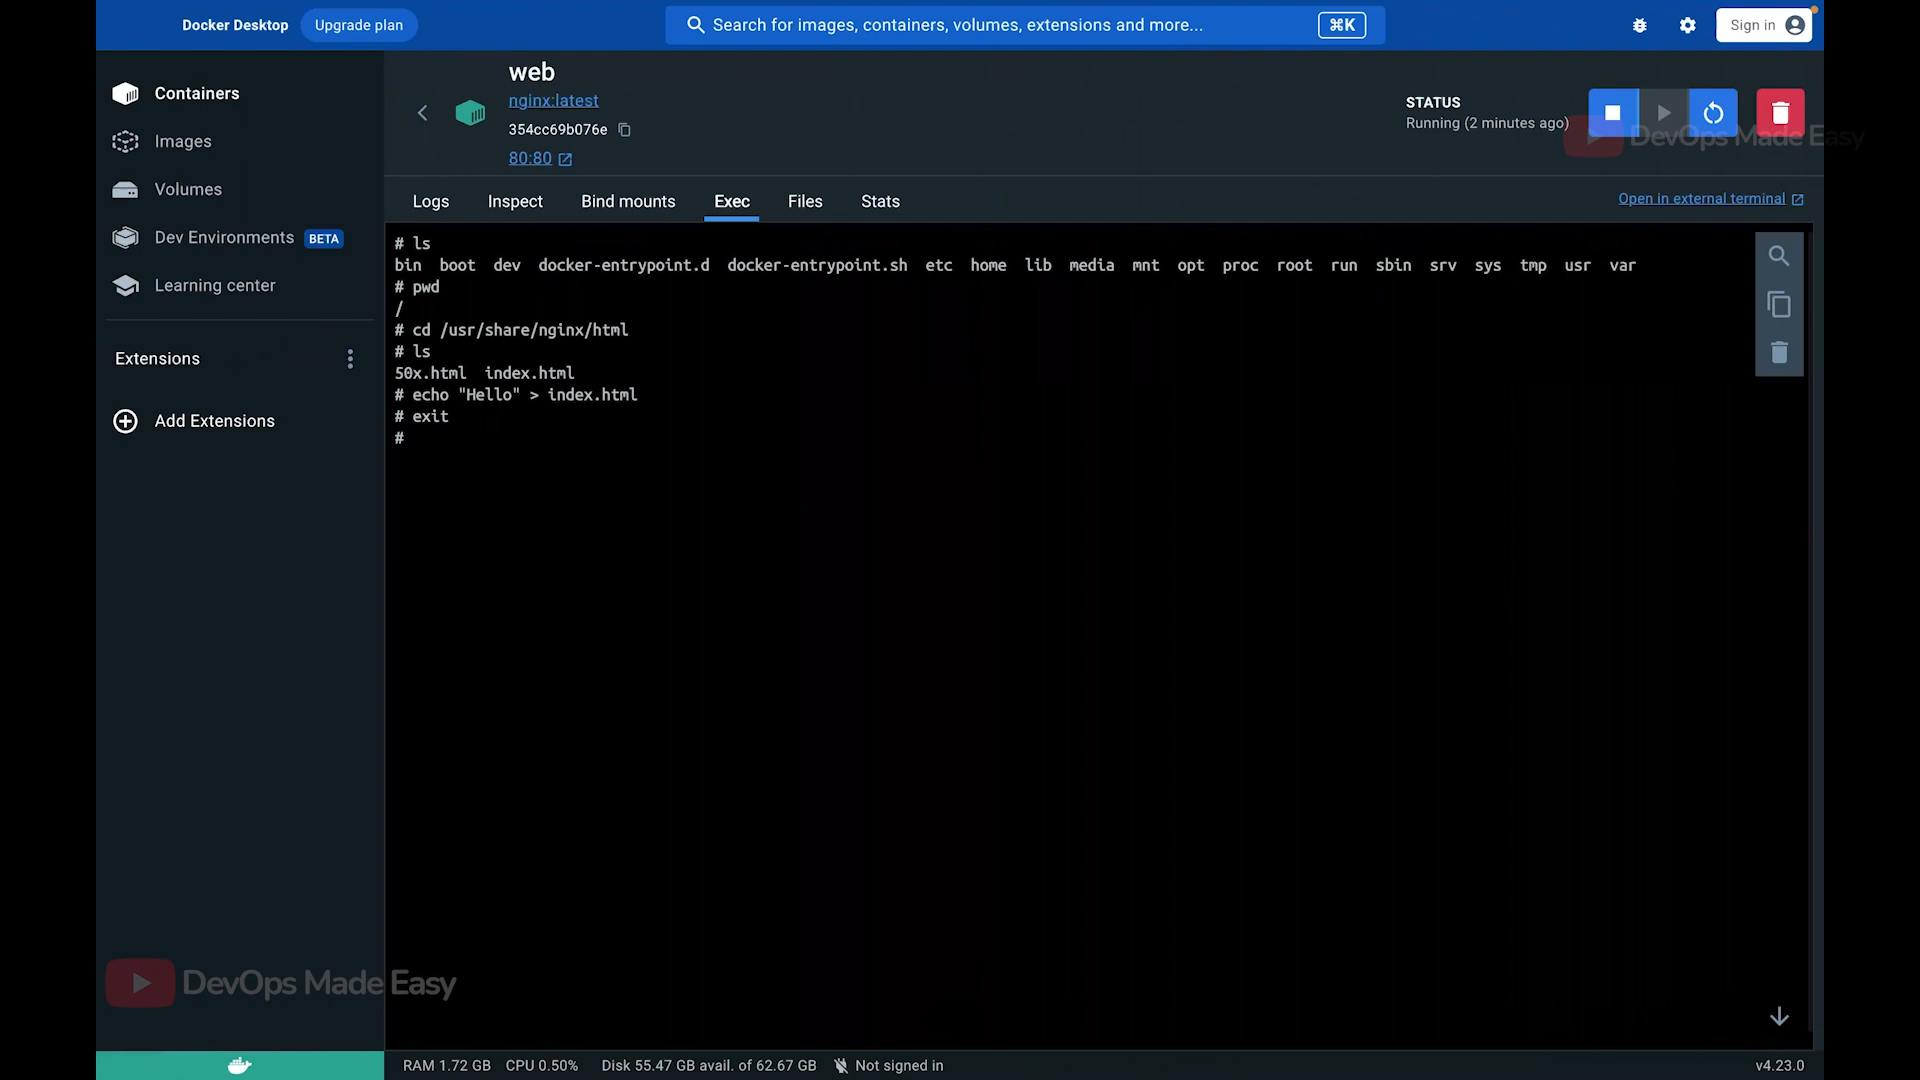 Docker Desktop Upgrade plan Search for images, containers, volumes, extensions and more... ⌘K Sign in
Containers
Images
Volumes
Dev Environments BETA
Learning center
Extensions
Add Extensions
web
nginx:latest
354cc69b076e
80:80
STATUS
Running (2 minutes ago)
DevOps Made Easy
Logs Inspect Bind mounts Exec Files Stats Open in external terminal
# ls
bin boot dev docker-entrypoint.d docker-entrypoint.sh etc home lib media mnt opt proc root run sbin srv sys tmp usr var
# pwd
/
# cd /usr/share/nginx/html
# ls
50x.html index.html
# echo "Hello" > index.html
# exit
#
DevOps Made Easy
RAM 1.72 GB CPU 0.50% Disk 55.47 GB avail. of 62.67 GB Not signed in v4.23.0